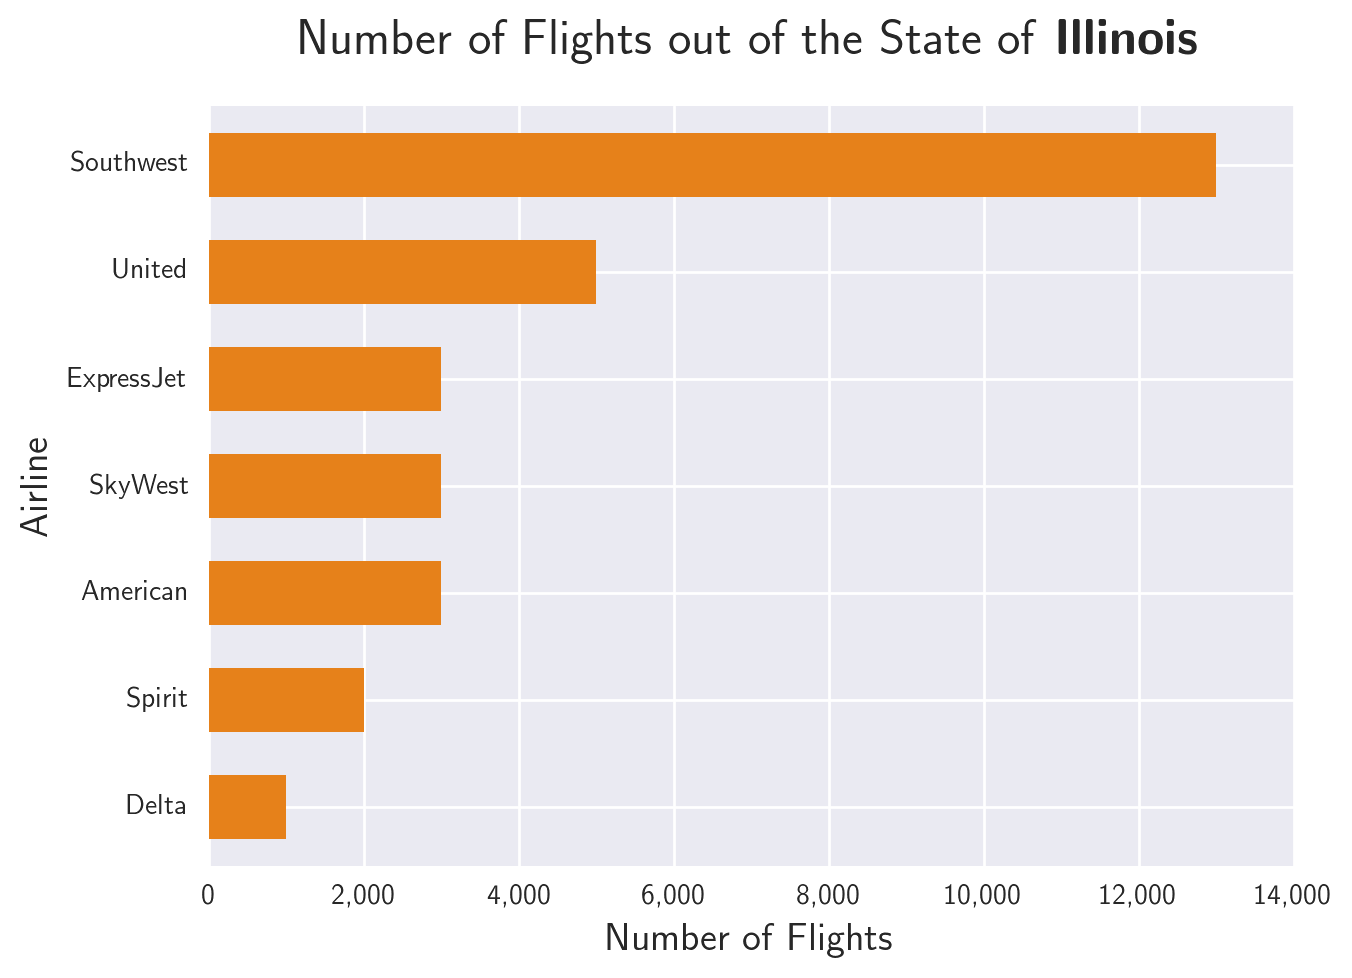 Number of Flights out of the State of Illinois
Southwest
United
ExpressJet
SkyWest
American
Spirit
Delta
Airline
0 2,000 4,000 6,000 8,000 10,000 12,000 14,000
Number of Flights